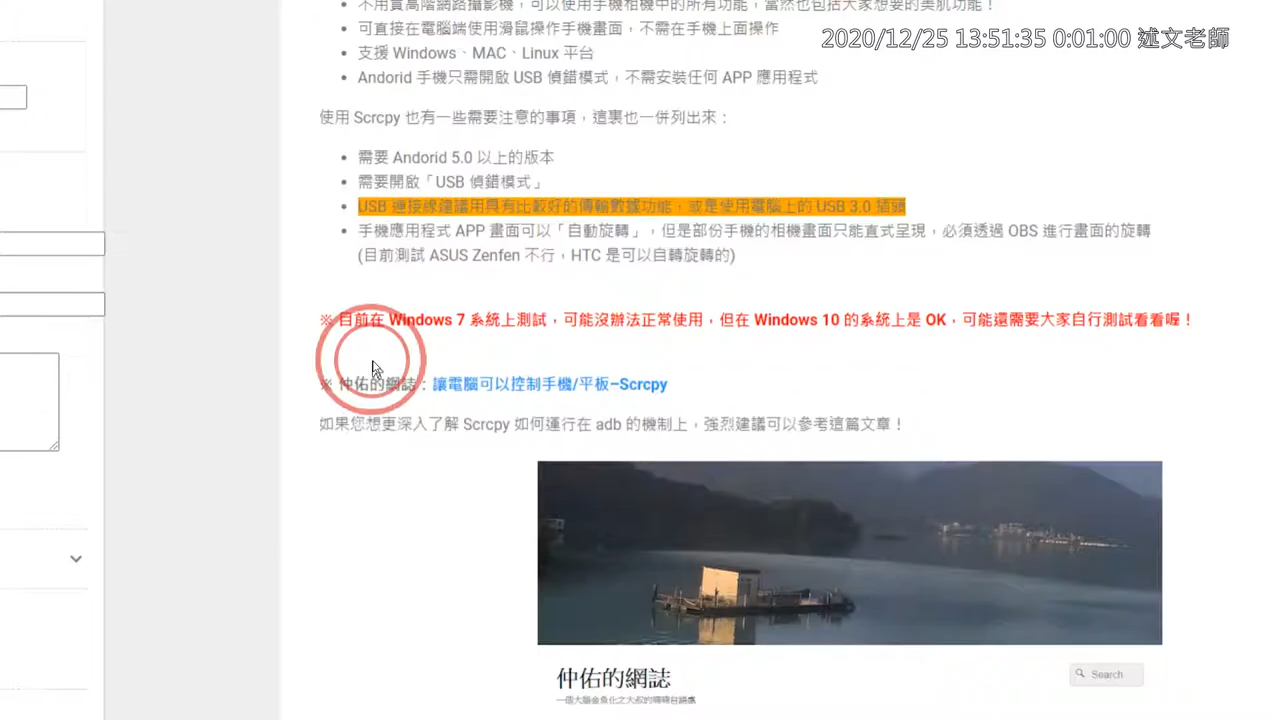 不用買高階網路攝影機，可以使用手機相機中的所有功能，當然也包括大家想要的美肌功能！
2020/12/25 13:51:35 0:01:00 述文老師
可直接在電腦端使用滑鼠操作手機畫面，不需在手機上面操作
支援 Windows、MAC、Linux 平台
Andorid 手機只需開啟 USB 偵錯模式，不需安裝任何 APP 應用程式
使用 Scrcpy 也有一些需要注意的事項，這裏也一併列出來：
需要 Andorid 5.0 以上的版本
需要開啟「USB 偵錯模式」
USB 連接線建議用具有比較好的傳輸數據功能，或是使用電腦上的 USB 3.0 插頭
手機應用程式 APP 畫面可以「自動旋轉」，但是部份手機的相機畫面只能直式呈現，必須透過 OBS 進行畫面的旋轉
(目前測試 ASUS Zenfen 不行，HTC 是可以自轉旋轉的)
※ 目前在 Windows 7 系統上測試，可能沒辦法正常使用，但在 Windows 10 的系統上是 OK，可能還需要大家自行測試看看喔！
※ 仲佑的網誌：讓電腦可以控制手機/平板–Scrcpy
如果您想更深入了解 Scrcpy 如何運行在 adb 的機制上，強烈建議可以參考這篇文章！
仲佑的網誌
Search
一個大腦金魚化之大叔的喃喃自語處